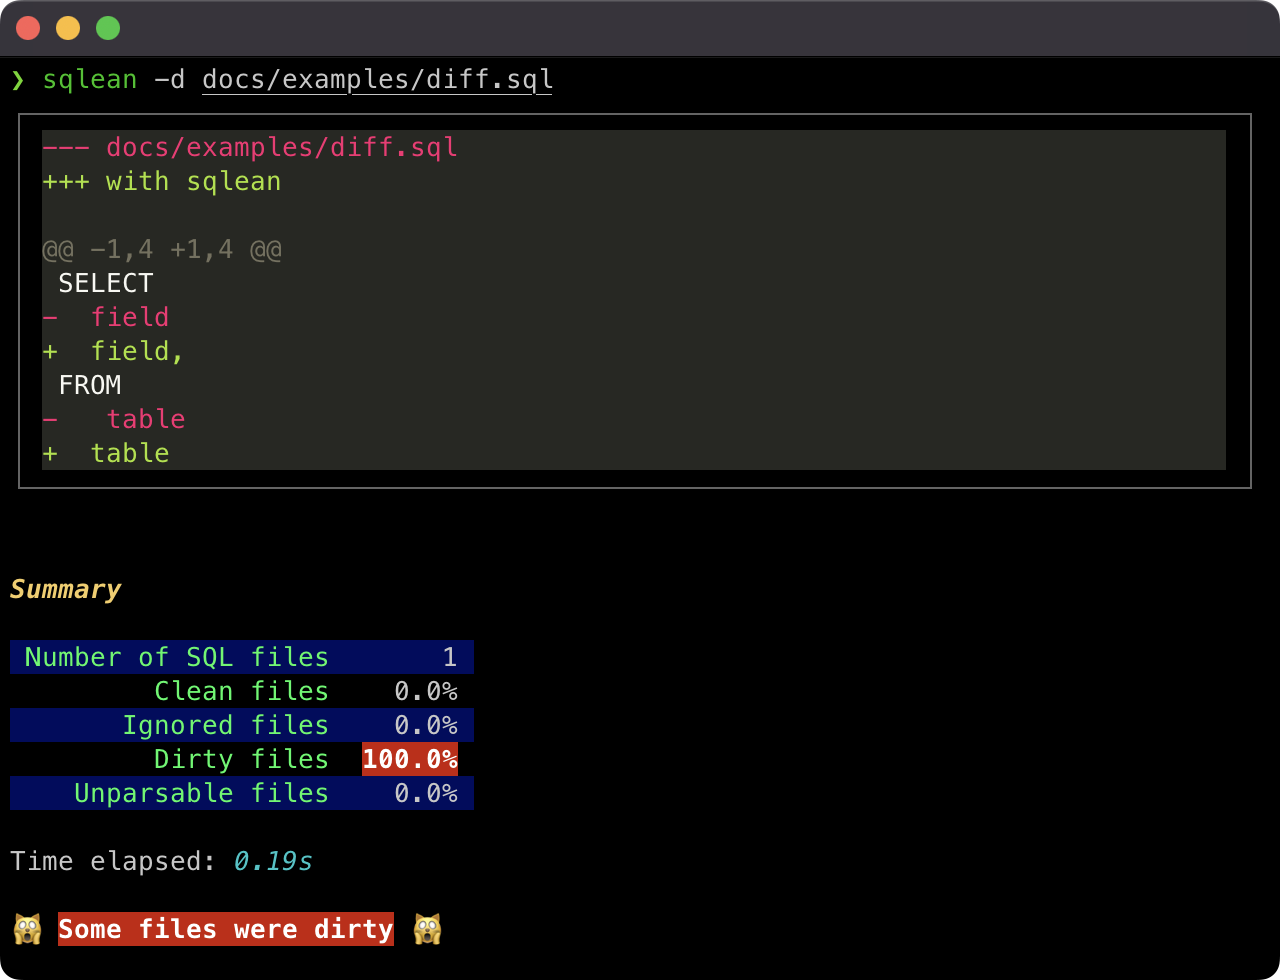 ❯ sqlean -d docs/examples/diff.sql
--- docs/examples/diff.sql
+++ with sqlean
@@ -1,4 +1,4 @@
 SELECT
-  field
+  field,
 FROM
-   table
+  table
Summary
Number of SQL files 1
Clean files 0.0%
Ignored files 0.0%
Dirty files 100.0%
Unparsable files 0.0%
Time elapsed: 0.19s
🙀 Some files were dirty 🙀